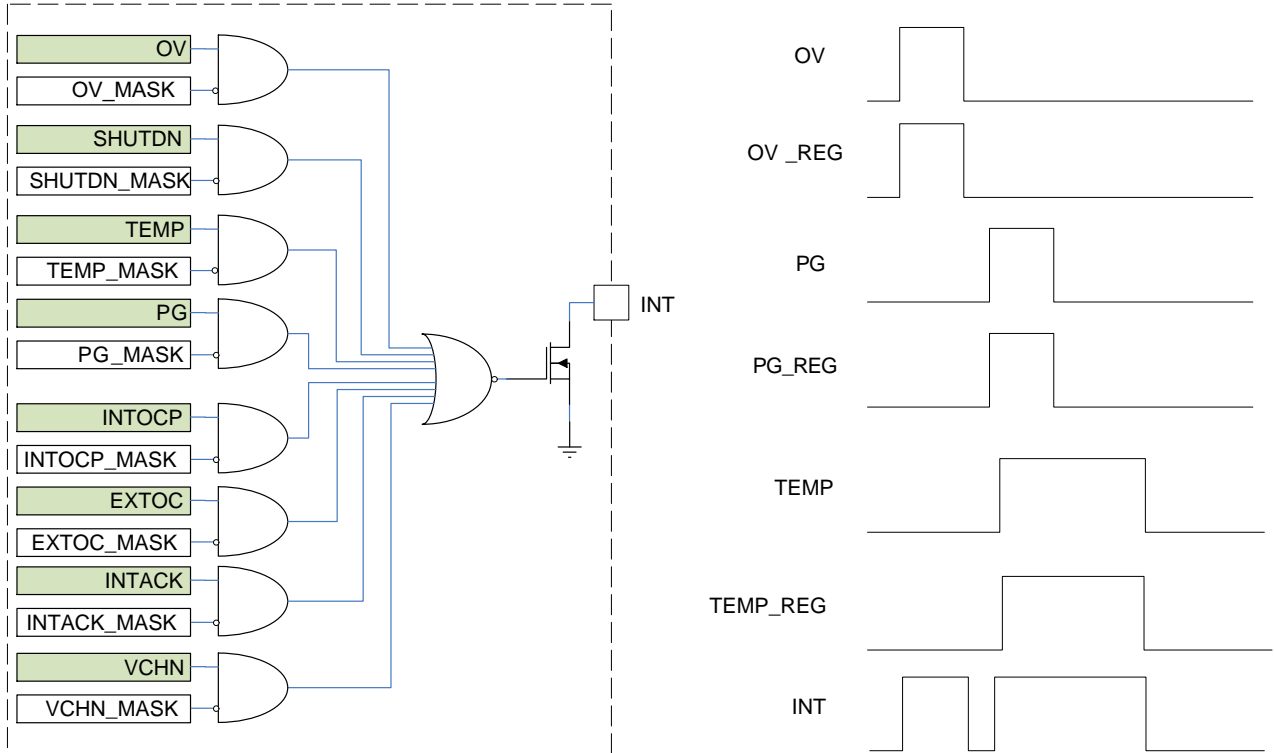 OV
OV_MASK
SHUTDN
SHUTDN_MASK
TEMP
TEMP_MASK
PG
PG_MASK
INTOCP
INTOCP_MASK
EXTOC
EXTOC_MASK
INTACK
INTACK_MASK
VCHN
VCHN_MASK
INT
OV
OV _REG
PG
PG_REG
TEMP
TEMP_REG
INT